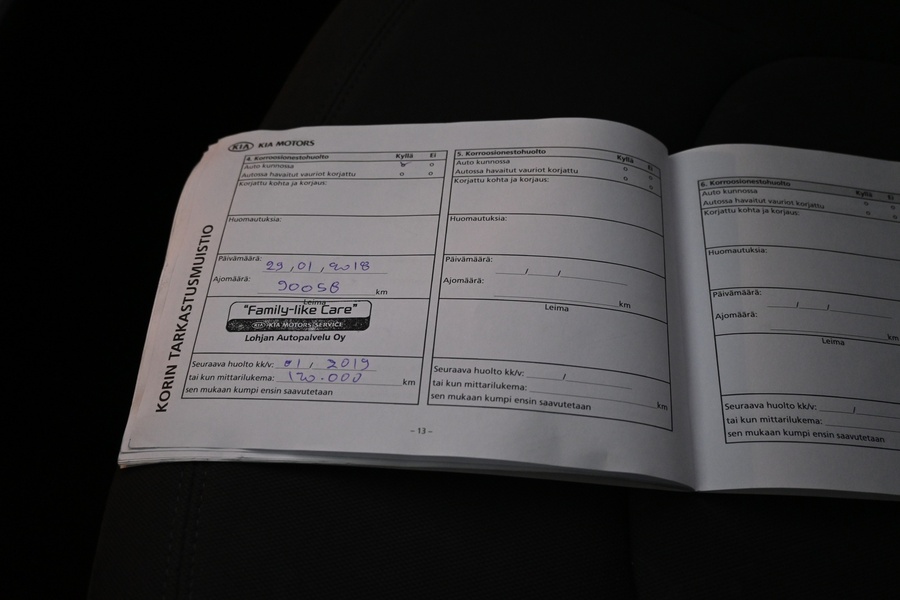 KIA KIA MOTORS
KORIN TARKASTUSMUISTIO
4. Korroosionestohuolto Kyllä Ei
Auto kunnossa
Autossa havaitut vauriot korjattu
Korjattu kohta ja korjaus:
Huomautuksia:
Päivämäärä: 29 , 01 , 2018
Ajomäärä: 90058 km
Leima
"Family-like Care"
KIA KIA MOTORS SERVICE
Lohjan Autopalvelu Oy
Seuraava huolto kk/v: 01 / 2019
tai kun mittarilukema: 120.000 km
sen mukaan kumpi ensin saavutetaan
5. Korroosionestohuolto Kyllä Ei
Auto kunnossa
Autossa havaitut vauriot korjattu
Korjattu kohta ja korjaus:
Huomautuksia:
Päivämäärä: / /
Ajomäärä: km
Leima
Seuraava huolto kk/v: /
tai kun mittarilukema: km
sen mukaan kumpi ensin saavutetaan
– 13 –
6. Korroosionestohuolto Kyllä Ei
Auto kunnossa
Autossa havaitut vauriot korjattu
Korjattu kohta ja korjaus:
Huomautuksia:
Päivämäärä: / /
Ajomäärä:
Leima
Seuraava huolto kk/v: /
tai kun mittarilukema:
sen mukaan kumpi ensin saavutetaan